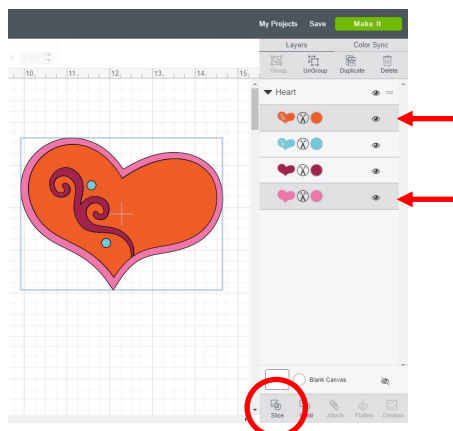 My Projects Save Make It
Layers Color Sync
Group UnGroup Duplicate Delete
10 11 12 13 14 15
Heart
Blank Canvas
Slice Weld Attach Flatten Contour